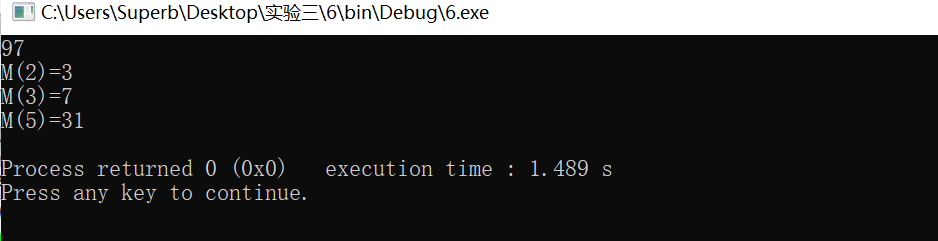 C:\Users\Superb\Desktop\实验三\6\bin\Debug\6.exe
97
M(2)=3
M(3)=7
M(5)=31
Process returned 0 (0x0)   execution time : 1.489 s
Press any key to continue.